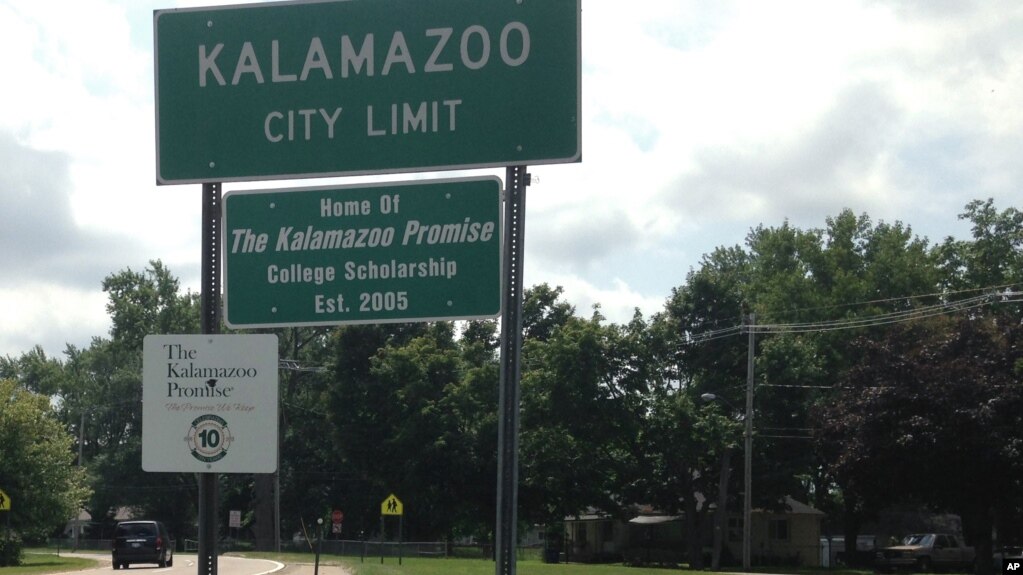 KALAMAZOO
CITY LIMIT
Home Of
The Kalamazoo Promise
College Scholarship
Est. 2005
The
Kalamazoo
Promise®
The Promise We Keep
10
AP